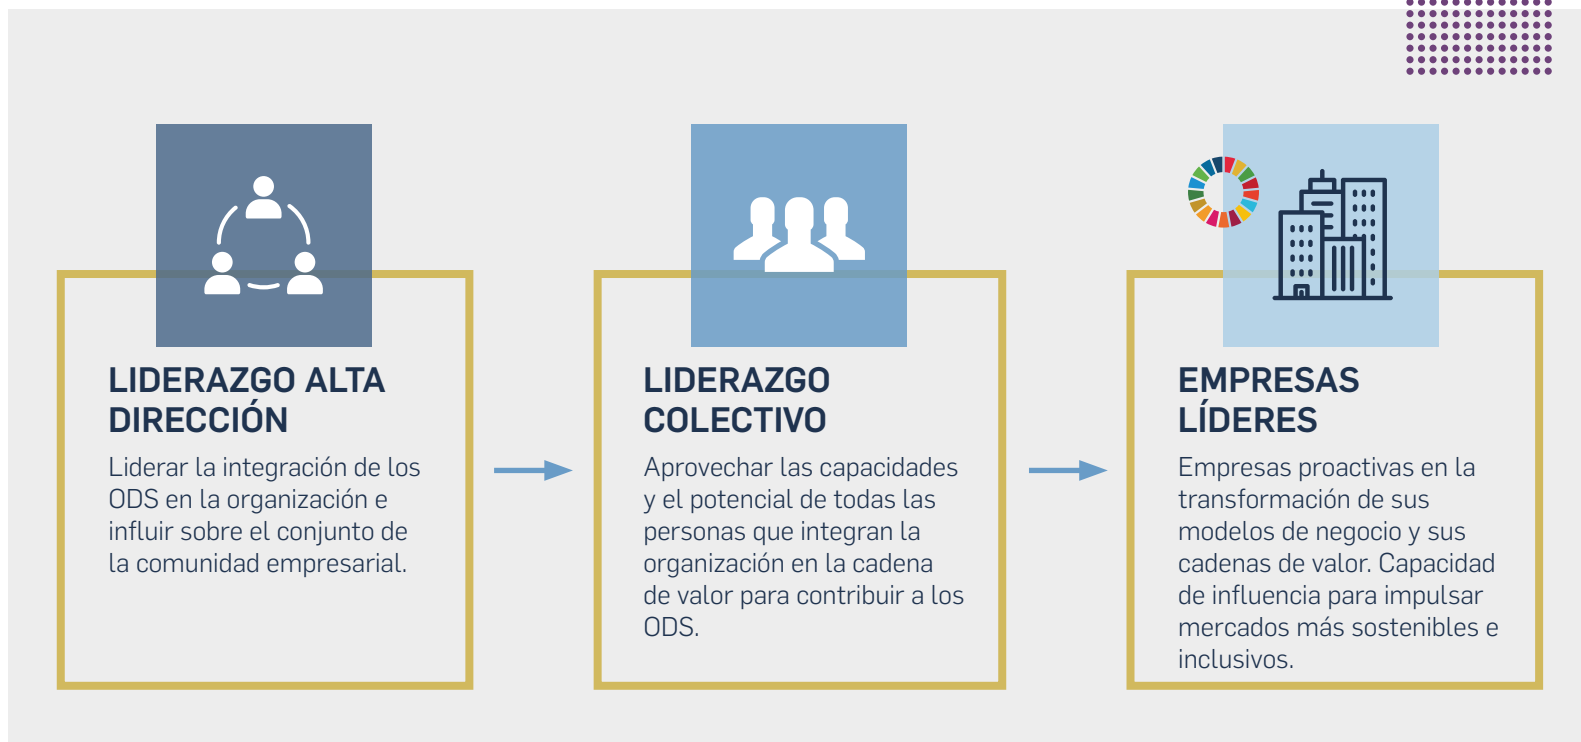 LIDERAZGO ALTA
DIRECCIÓN
Liderar la integración de los
ODS en la organización e
influir sobre el conjunto de
la comunidad empresarial.
LIDERAZGO
COLECTIVO
Aprovechar las capacidades
y el potencial de todas las
personas que integran la
organización en la cadena
de valor para contribuir a los
ODS.
EMPRESAS
LÍDERES
Empresas proactivas en la
transformación de sus
modelos de negocio y sus
cadenas de valor. Capacidad
de influencia para impulsar
mercados más sostenibles e
inclusivos.